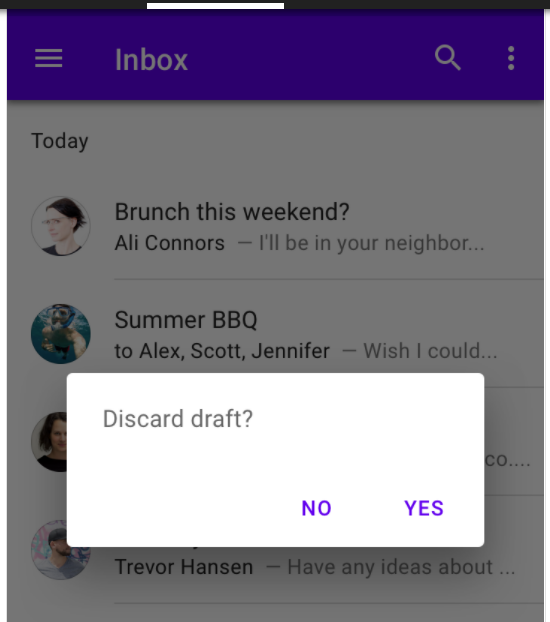 Inbox
Today
Brunch this weekend?
Ali Connors — I'll be in your neighbor...
Summer BBQ
to Alex, Scott, Jennifer — Wish I could...
Discard draft?
co....
NO YES
Trevor Hansen — Have any ideas about ...